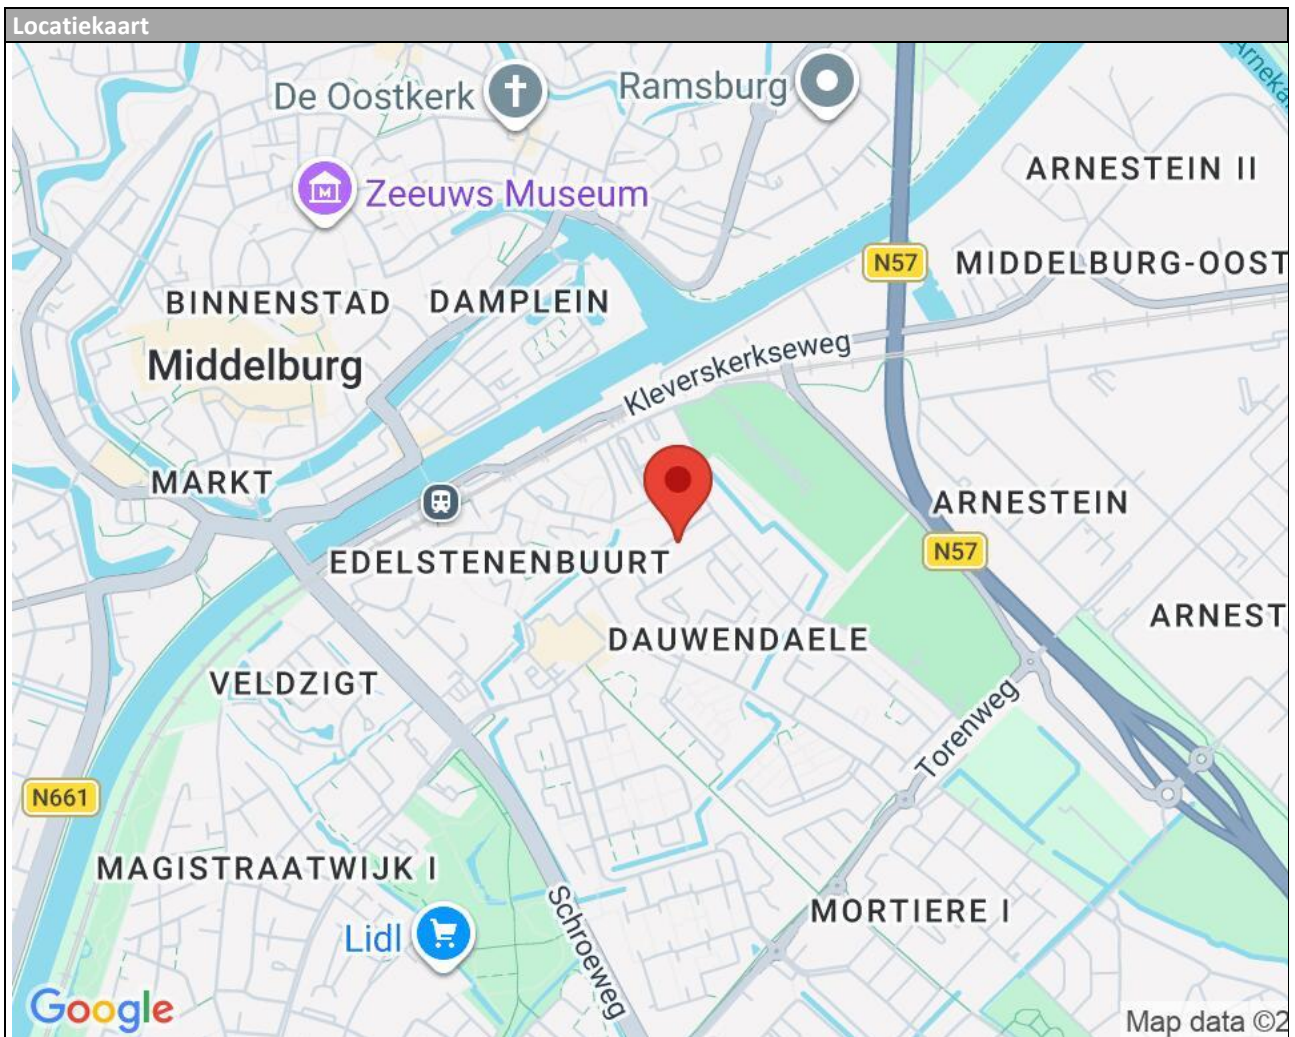 Locatiekaart
De Oostkerk
Ramsburg
Arneka
ARNESTEIN II
Zeeuws Museum
N57
MIDDELBURG-OOST
BINNENSTAD
DAMPLEIN
Middelburg
Kleverskerkseweg
MARKT
ARNESTEIN
EDELSTENENBUURT
N57
ARNEST
DAUWENDAELE
VELDZIGT
Torenweg
N661
MAGISTRAATWIJK I
MORTIERE I
Schroeweg
Lidl
Google
Map data ©2